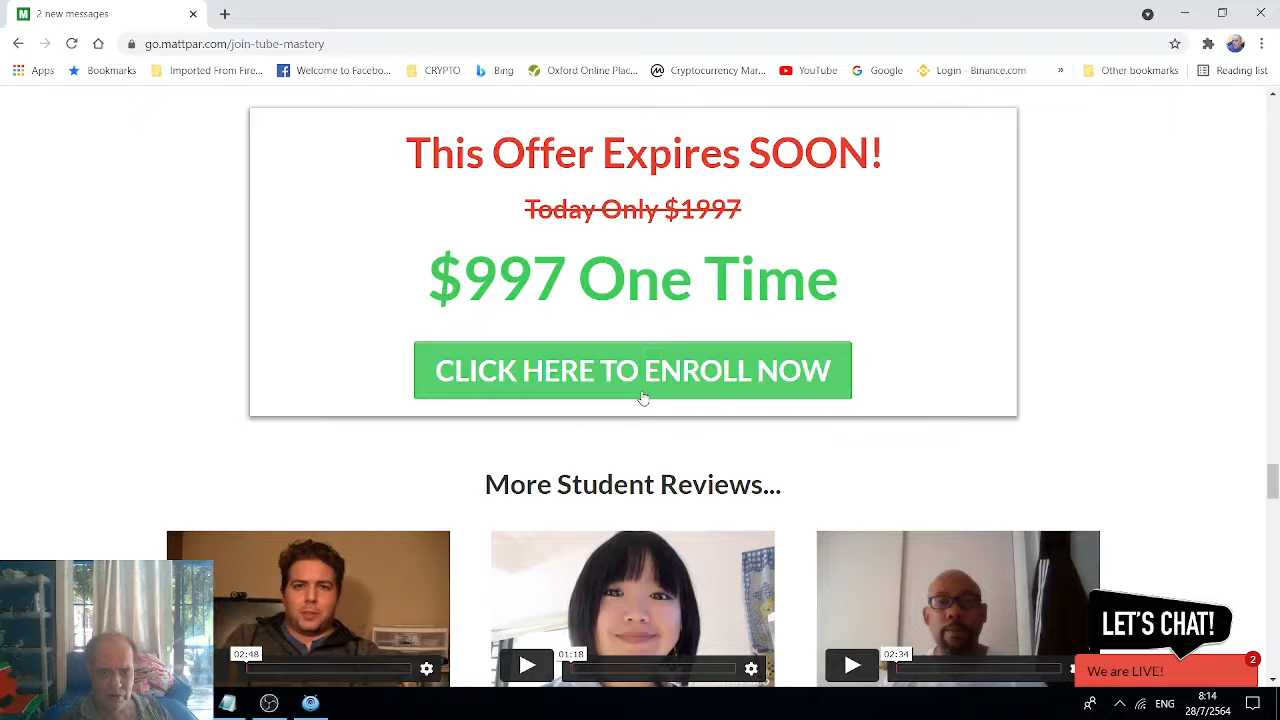 2 new messages
go.mattpar.com/join-tube-mastery
Apps
Bookmarks
Imported From Fire...
Welcome to Facebo...
CRYPTO
Bing
Oxford Online Plac...
Cryptocurrency Mar...
YouTube
Google
Login - Binance.com
»
Other bookmarks
Reading list
This Offer Expires SOON!
Today Only $1997
$997 One Time
CLICK HERE TO ENROLL NOW
More Student Reviews...
02:48
01:18
02:34
LET'S CHAT!
We are LIVE!
2
ENG
8:14
28/7/2564